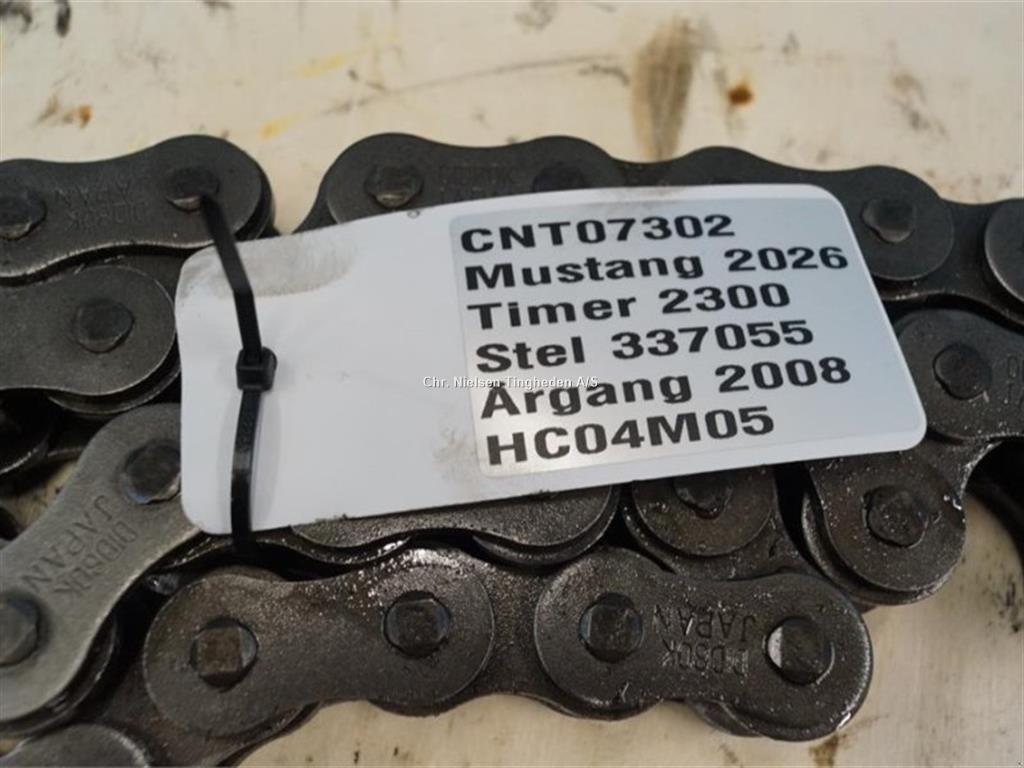 CNT07302
Mustang 2026
Timer 2300
Stel 337055
Årgang 2008
HC04M05
Chr. Nielsen Tingheden A/S
JAPAN
JAPAN
JAPAN